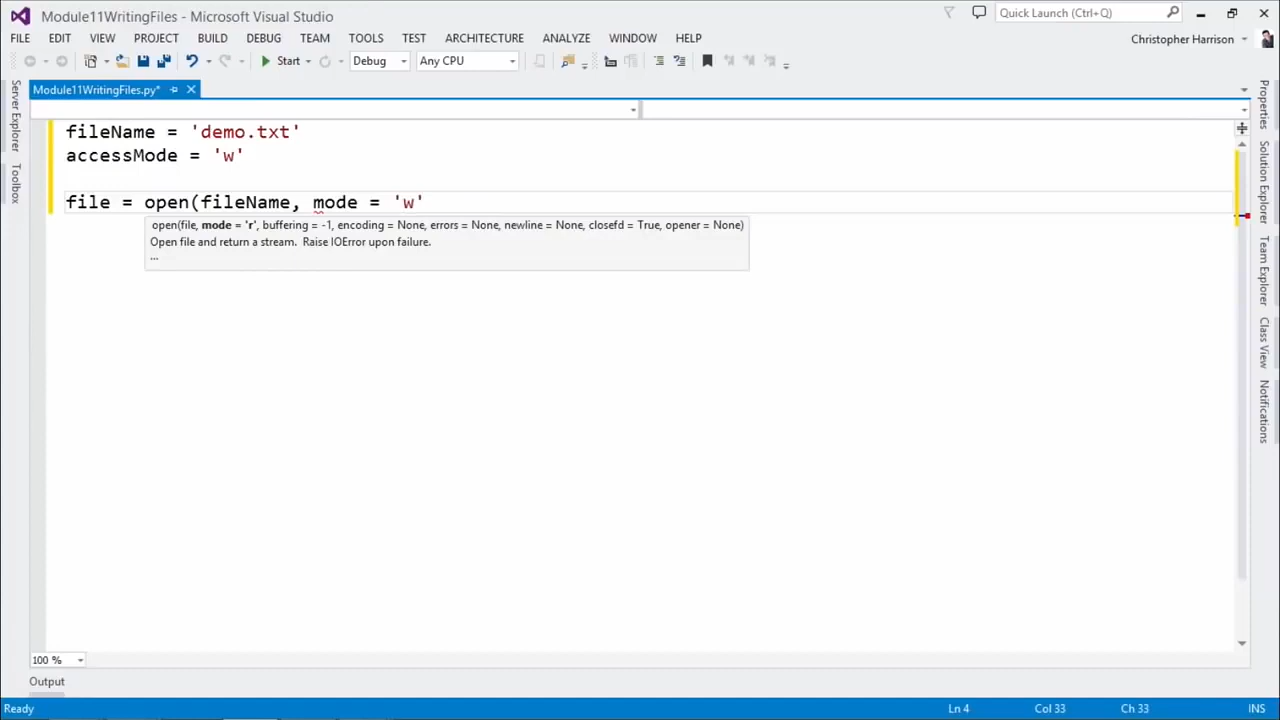 Module11WritingFiles - Microsoft Visual Studio
Quick Launch (Ctrl+Q)
FILE EDIT VIEW PROJECT BUILD DEBUG TEAM TOOLS TEST ARCHITECTURE ANALYZE WINDOW HELP
Christopher Harrison
Start Debug Any CPU
Module11WritingFiles.py*
Server Explorer
Toolbox
fileName = 'demo.txt'
accessMode = 'w'
file = open(fileName, mode = 'w'
open(file, mode = 'r', buffering = -1, encoding = None, errors = None, newline = None, closefd = True, opener = None)
Open file and return a stream. Raise IOError upon failure.
...
Properties
Solution Explorer
Team Explorer
Class View
Notifications
100 %
Output
Ready Ln 4 Col 33 Ch 33 INS